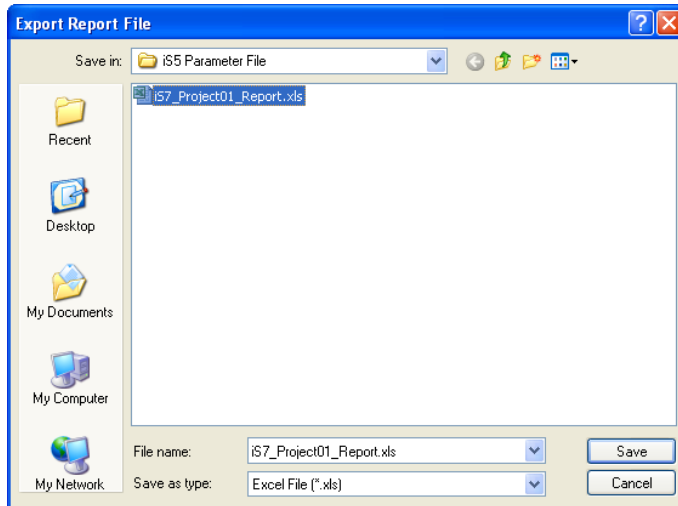 Export Report File
Save in: iS5 Parameter File
iS7_Project01_Report.xls
Recent
Desktop
My Documents
My Computer
My Network
File name: iS7_Project01_Report.xls Save
Save as type: Excel File (*.xls) Cancel